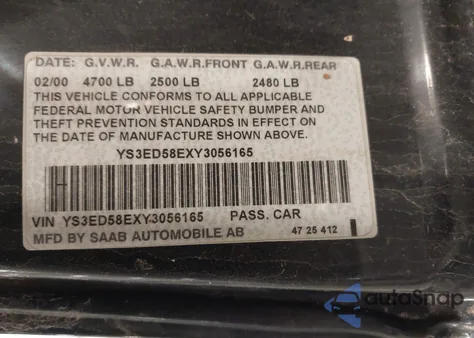 DATE: G.V.W.R. G.A.W.R.FRONT G.A.W.R.REAR
02/00 4700 LB 2500 LB 2480 LB
THIS VEHICLE CONFORMS TO ALL APPLICABLE
FEDERAL MOTOR VEHICLE SAFETY BUMPER AND
THEFT PREVENTION STANDARDS IN EFFECT ON
THE DATE OF MANUFACTURE SHOWN ABOVE.
YS3ED58EXY3056165
VIN YS3ED58EXY3056165 PASS. CAR
MFD BY SAAB AUTOMOBILE AB 47 25 412
autoSnap